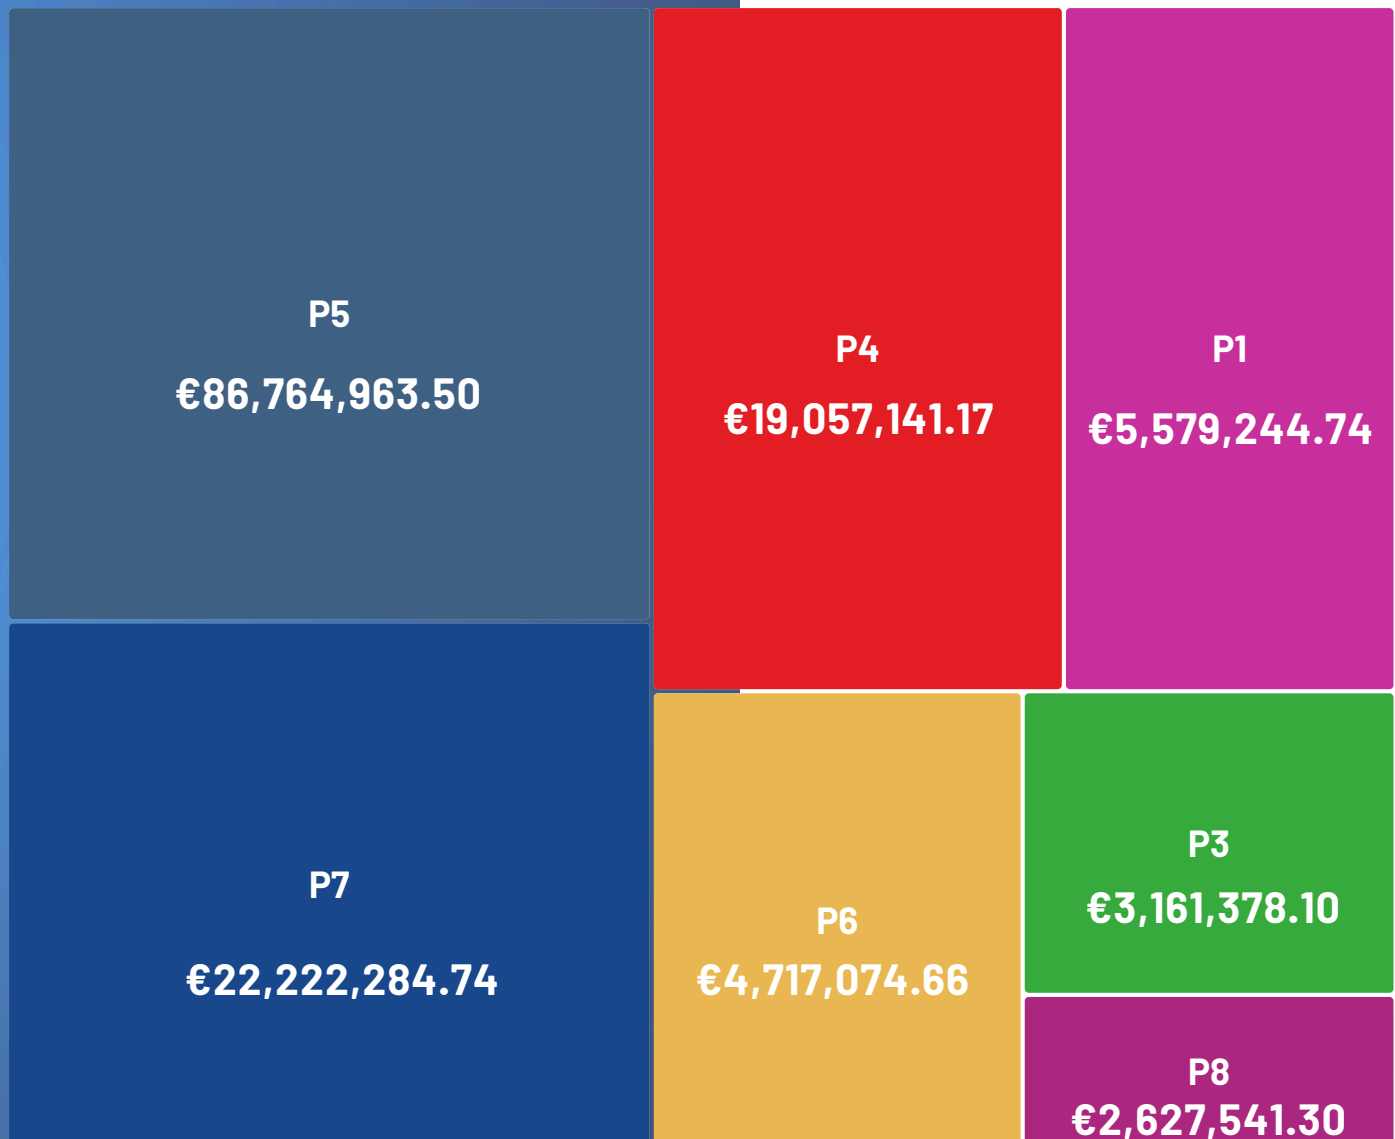 P5
€86,764,963.50
P4
€19,057,141.17
P1
€5,579,244.74
P7
€22,222,284.74
P6
€4,717,074.66
P3
€3,161,378.10
P8
€2,627,541.30